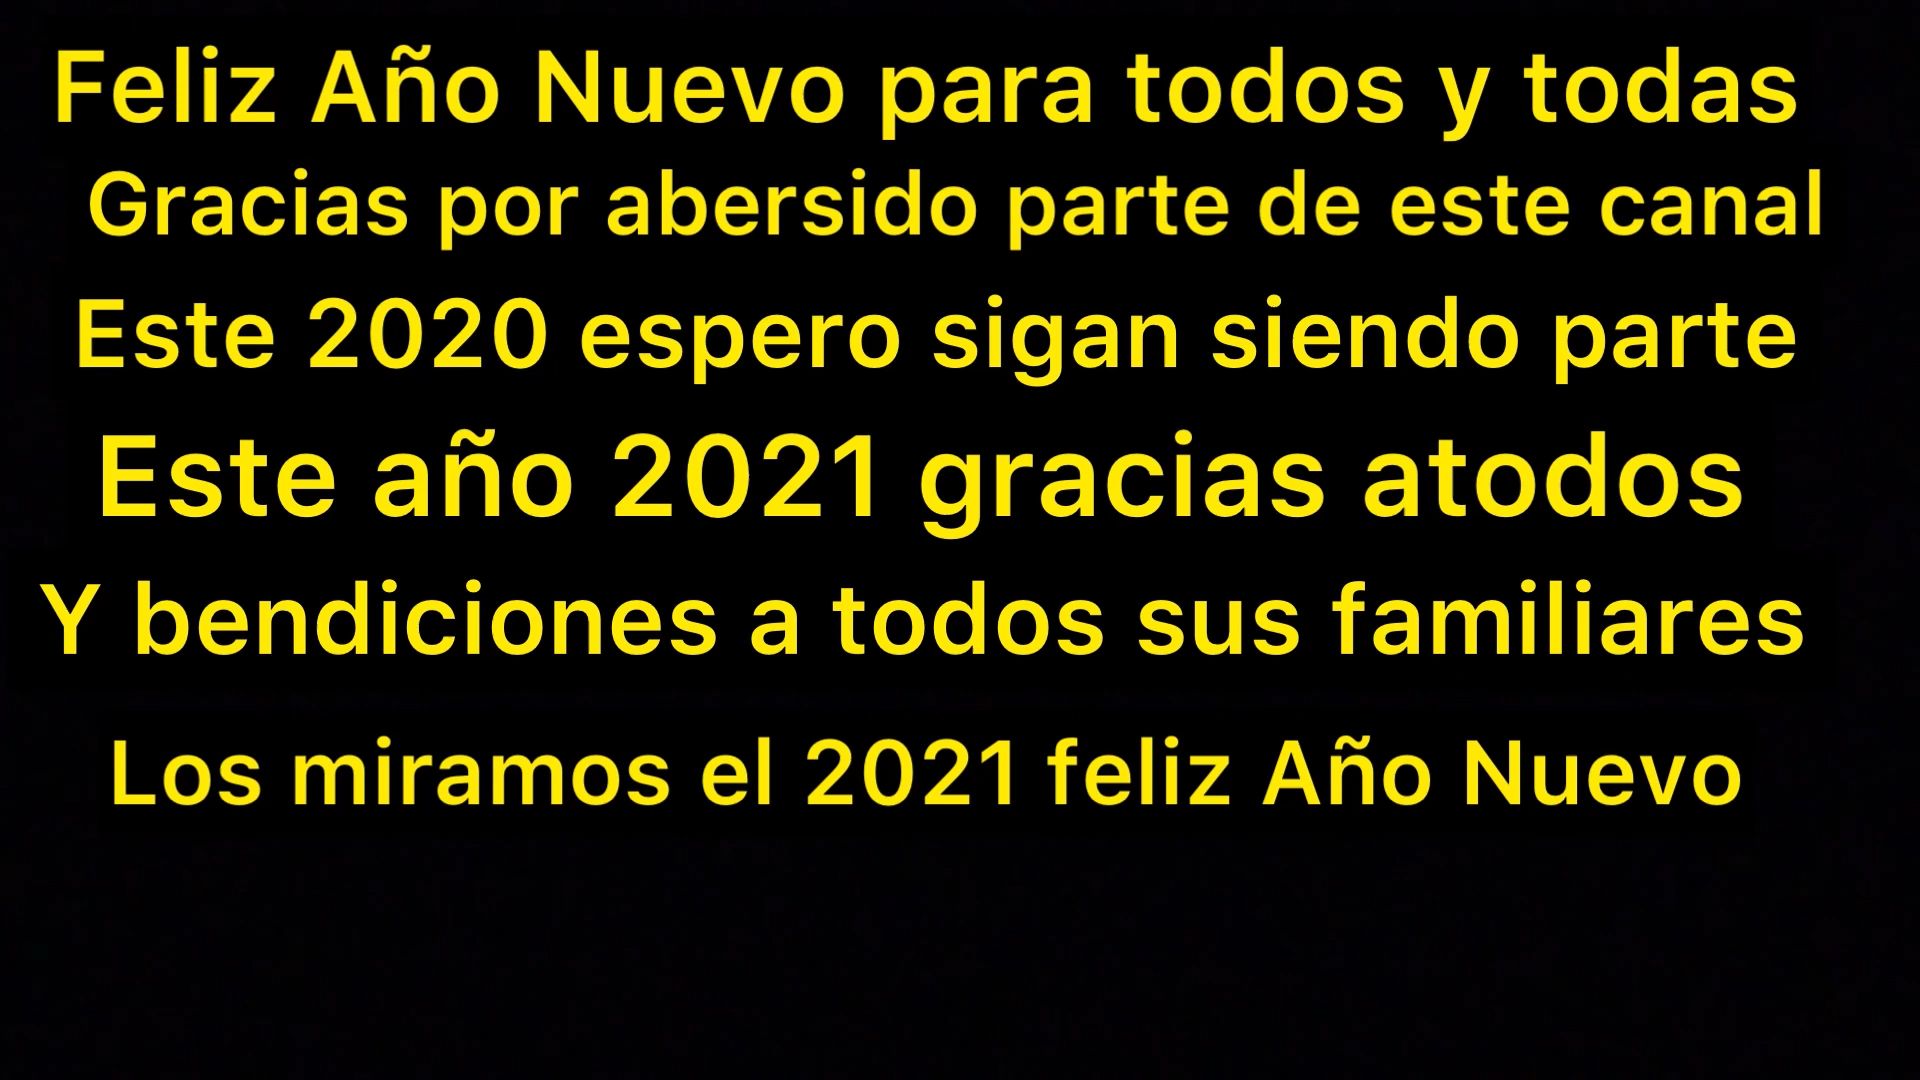 Feliz Año Nuevo para todos y todas
Gracias por abersido parte de este canal
Este 2020 espero sigan siendo parte
Este año 2021 gracias atodos
Y bendiciones a todos sus familiares
Los miramos el 2021 feliz Año Nuevo